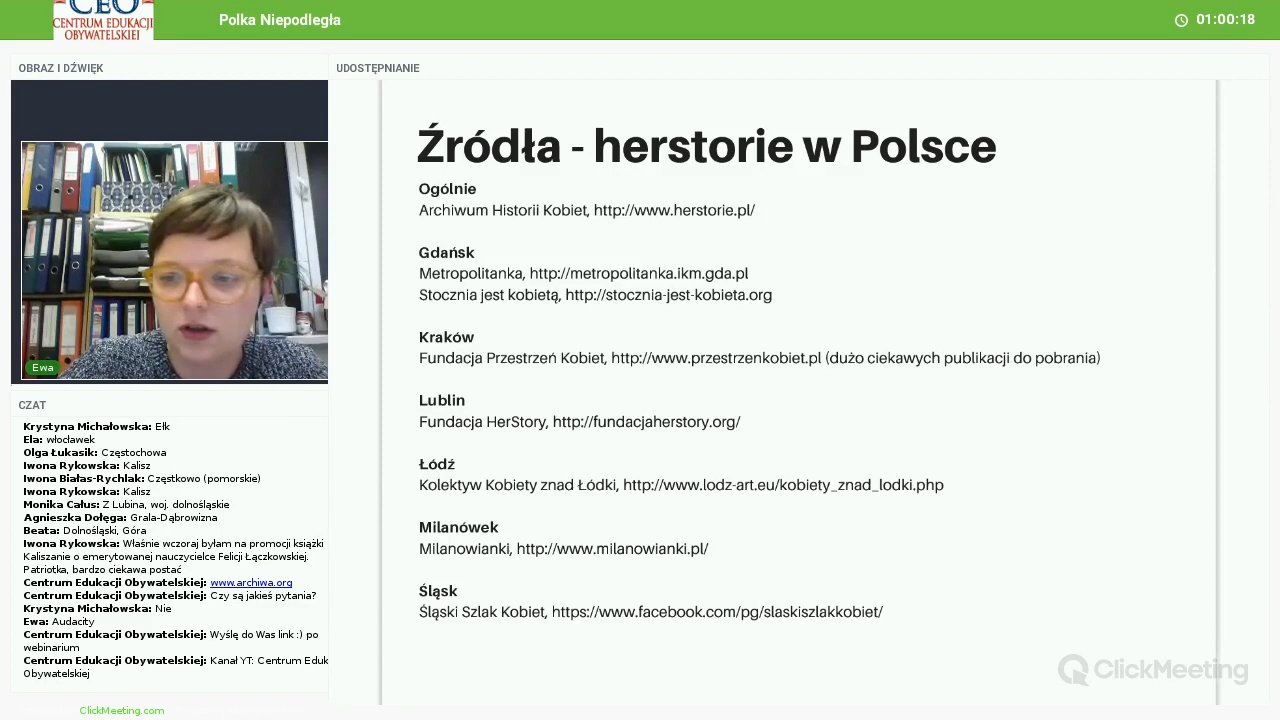 CEO
CENTRUM EDUKACJI
OBYWATELSKIEJ
Polka Niepodległa
01:00:18
OBRAZ I DŹWIĘK
UDOSTĘPNIANIE
Ewa
Źródła - herstorie w Polsce
Ogólnie
Archiwum Historii Kobiet, http://www.herstorie.pl/
Gdańsk
Metropolitanka, http://metropolitanka.ikm.gda.pl
Stocznia jest kobietą, http://stocznia-jest-kobieta.org
Kraków
Fundacja Przestrzeń Kobiet, http://www.przestrzenkobiet.pl (dużo ciekawych publikacji do pobrania)
Lublin
Fundacja HerStory, http://fundacjaherstory.org/
Łódź
Kolektyw Kobiety znad Łódki, http://www.lodz-art.eu/kobiety_znad_lodki.php
Milanówek
Milanowianki, http://www.milanowianki.pl/
Śląsk
Śląski Szlak Kobiet, https://www.facebook.com/pg/slaskiszlakkobiet/
ClickMeeting
CZAT
Krystyna Michałowska: Ełk
Ela: włocławek
Olga Łukasik: Częstochowa
Iwona Rykowska: Kalisz
Iwona Białas-Rychlak: Częstkowo (pomorskie)
Iwona Rykowska: Kalisz
Monika Całus: Z Lubina, woj. dolnośląskie
Agnieszka Dołęga: Grala-Dąbrowizna
Beata: Dolnośląski, Góra
Iwona Rykowska: Właśnie wczoraj byłam na promocji książki
Kaliszanie o emerytowanej nauczycielce Felicji Łączkowskiej.
Patriotka, bardzo ciekawa postać
Centrum Edukacji Obywatelskiej: www.archiwa.org
Centrum Edukacji Obywatelskiej: Czy są jakieś pytania?
Krystyna Michałowska: Nie
Ewa: Audacity
Centrum Edukacji Obywatelskiej: Wyślę do Was link :) po
webinarium
Centrum Edukacji Obywatelskiej: Kanał YT: Centrum Eduk
Obywatelskiej
ClickMeeting.com